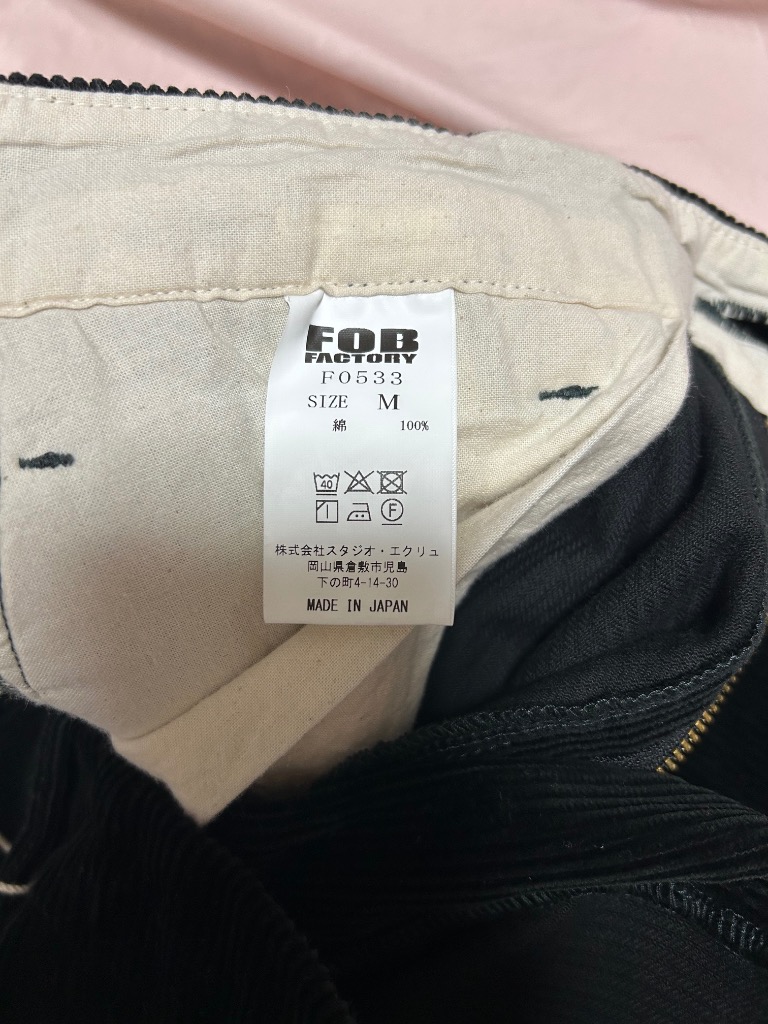 FOB
FACTORY
F0533
SIZE M
綿 100%
40
F
株式会社スタジオ・エクリュ
岡山県倉敷市児島
下の町4-14-30
MADE IN JAPAN